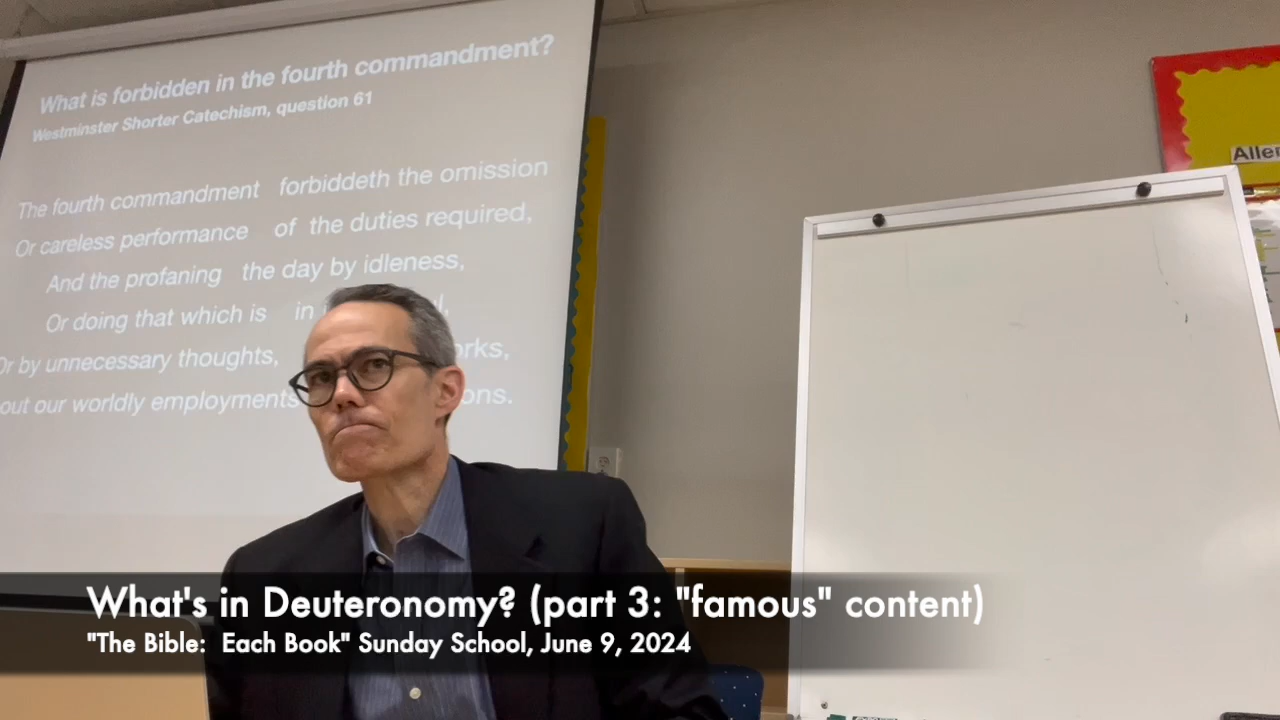 What is forbidden in the fourth commandment?
Westminster Shorter Catechism, question 61
The fourth commandment forbiddeth the omission
Or careless performance of the duties required,
And the profaning the day by idleness,
Or doing that which is in
Or by unnecessary thoughts,
out our worldly employments
What's in Deuteronomy? (part 3: "famous" content)
"The Bible: Each Book" Sunday School, June 9, 2024